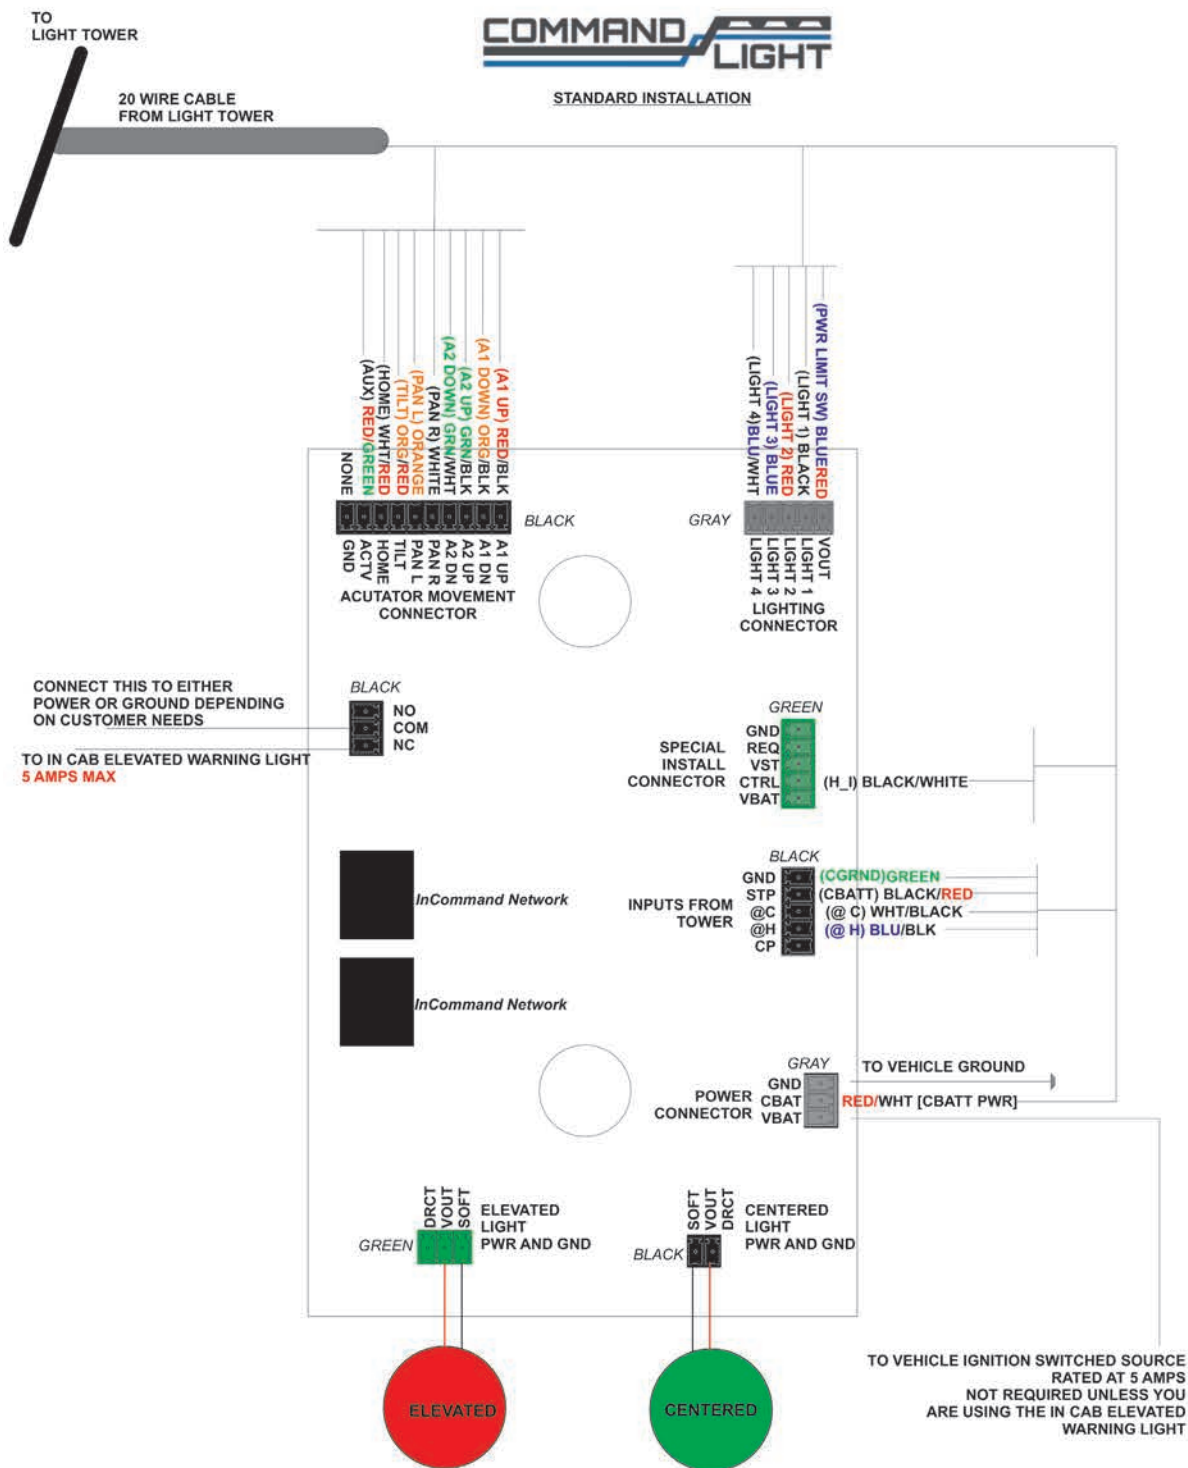 TO
LIGHT TOWER
COMMAND
LIGHT
20 WIRE CABLE
FROM LIGHT TOWER
STANDARD INSTALLATION
NONE
(AUX) RED/GREEN
(HOME) WHT/RED
(TILT) ORG/RED
(PAN L) ORANGE
(PAN R) WHITE
(A2 DOWN) GRN/WHT
(A2 UP) GRN/BLK
(A1 DOWN) ORG/BLK
(A1 UP) RED/BLK
BLACK
GND
ACTV
HOME
TILT
PAN L
PAN R
A2 DN
A2 UP
A1 DN
A1 UP
ACUTATOR MOVEMENT
CONNECTOR
(LIGHT 4)BLU/WHT
(LIGHT 3) BLUE
(LIGHT 2) RED
(LIGHT 1) BLACK
(PWR LIMIT SW) BLUERED
GRAY
LIGHT 4
LIGHT 3
LIGHT 2
LIGHT 1
VOUT
LIGHTING
CONNECTOR
CONNECT THIS TO EITHER
POWER OR GROUND DEPENDING
ON CUSTOMER NEEDS
BLACK
NO
COM
NC
TO IN CAB ELEVATED WARNING LIGHT
5 AMPS MAX
GREEN
SPECIAL
INSTALL
CONNECTOR
GND
REQ
VST
CTRL
VBAT
(H_I) BLACK/WHITE
InCommand Network
BLACK
INPUTS FROM
TOWER
GND
STP
@C
@H
CP
(CGRND)GREEN
(CBATT) BLACK/RED
(@ C) WHT/BLACK
(@ H) BLU/BLK
InCommand Network
GRAY
POWER
CONNECTOR
GND
CBAT
VBAT
TO VEHICLE GROUND
RED/WHT [CBATT PWR]
DRCT
VOUT
SOFT
GREEN
ELEVATED
LIGHT
PWR AND GND
SOFT
VOUT
DRCT
BLACK
CENTERED
LIGHT
PWR AND GND
ELEVATED
CENTERED
TO VEHICLE IGNITION SWITCHED SOURCE
RATED AT 5 AMPS
NOT REQUIRED UNLESS YOU
ARE USING THE IN CAB ELEVATED
WARNING LIGHT